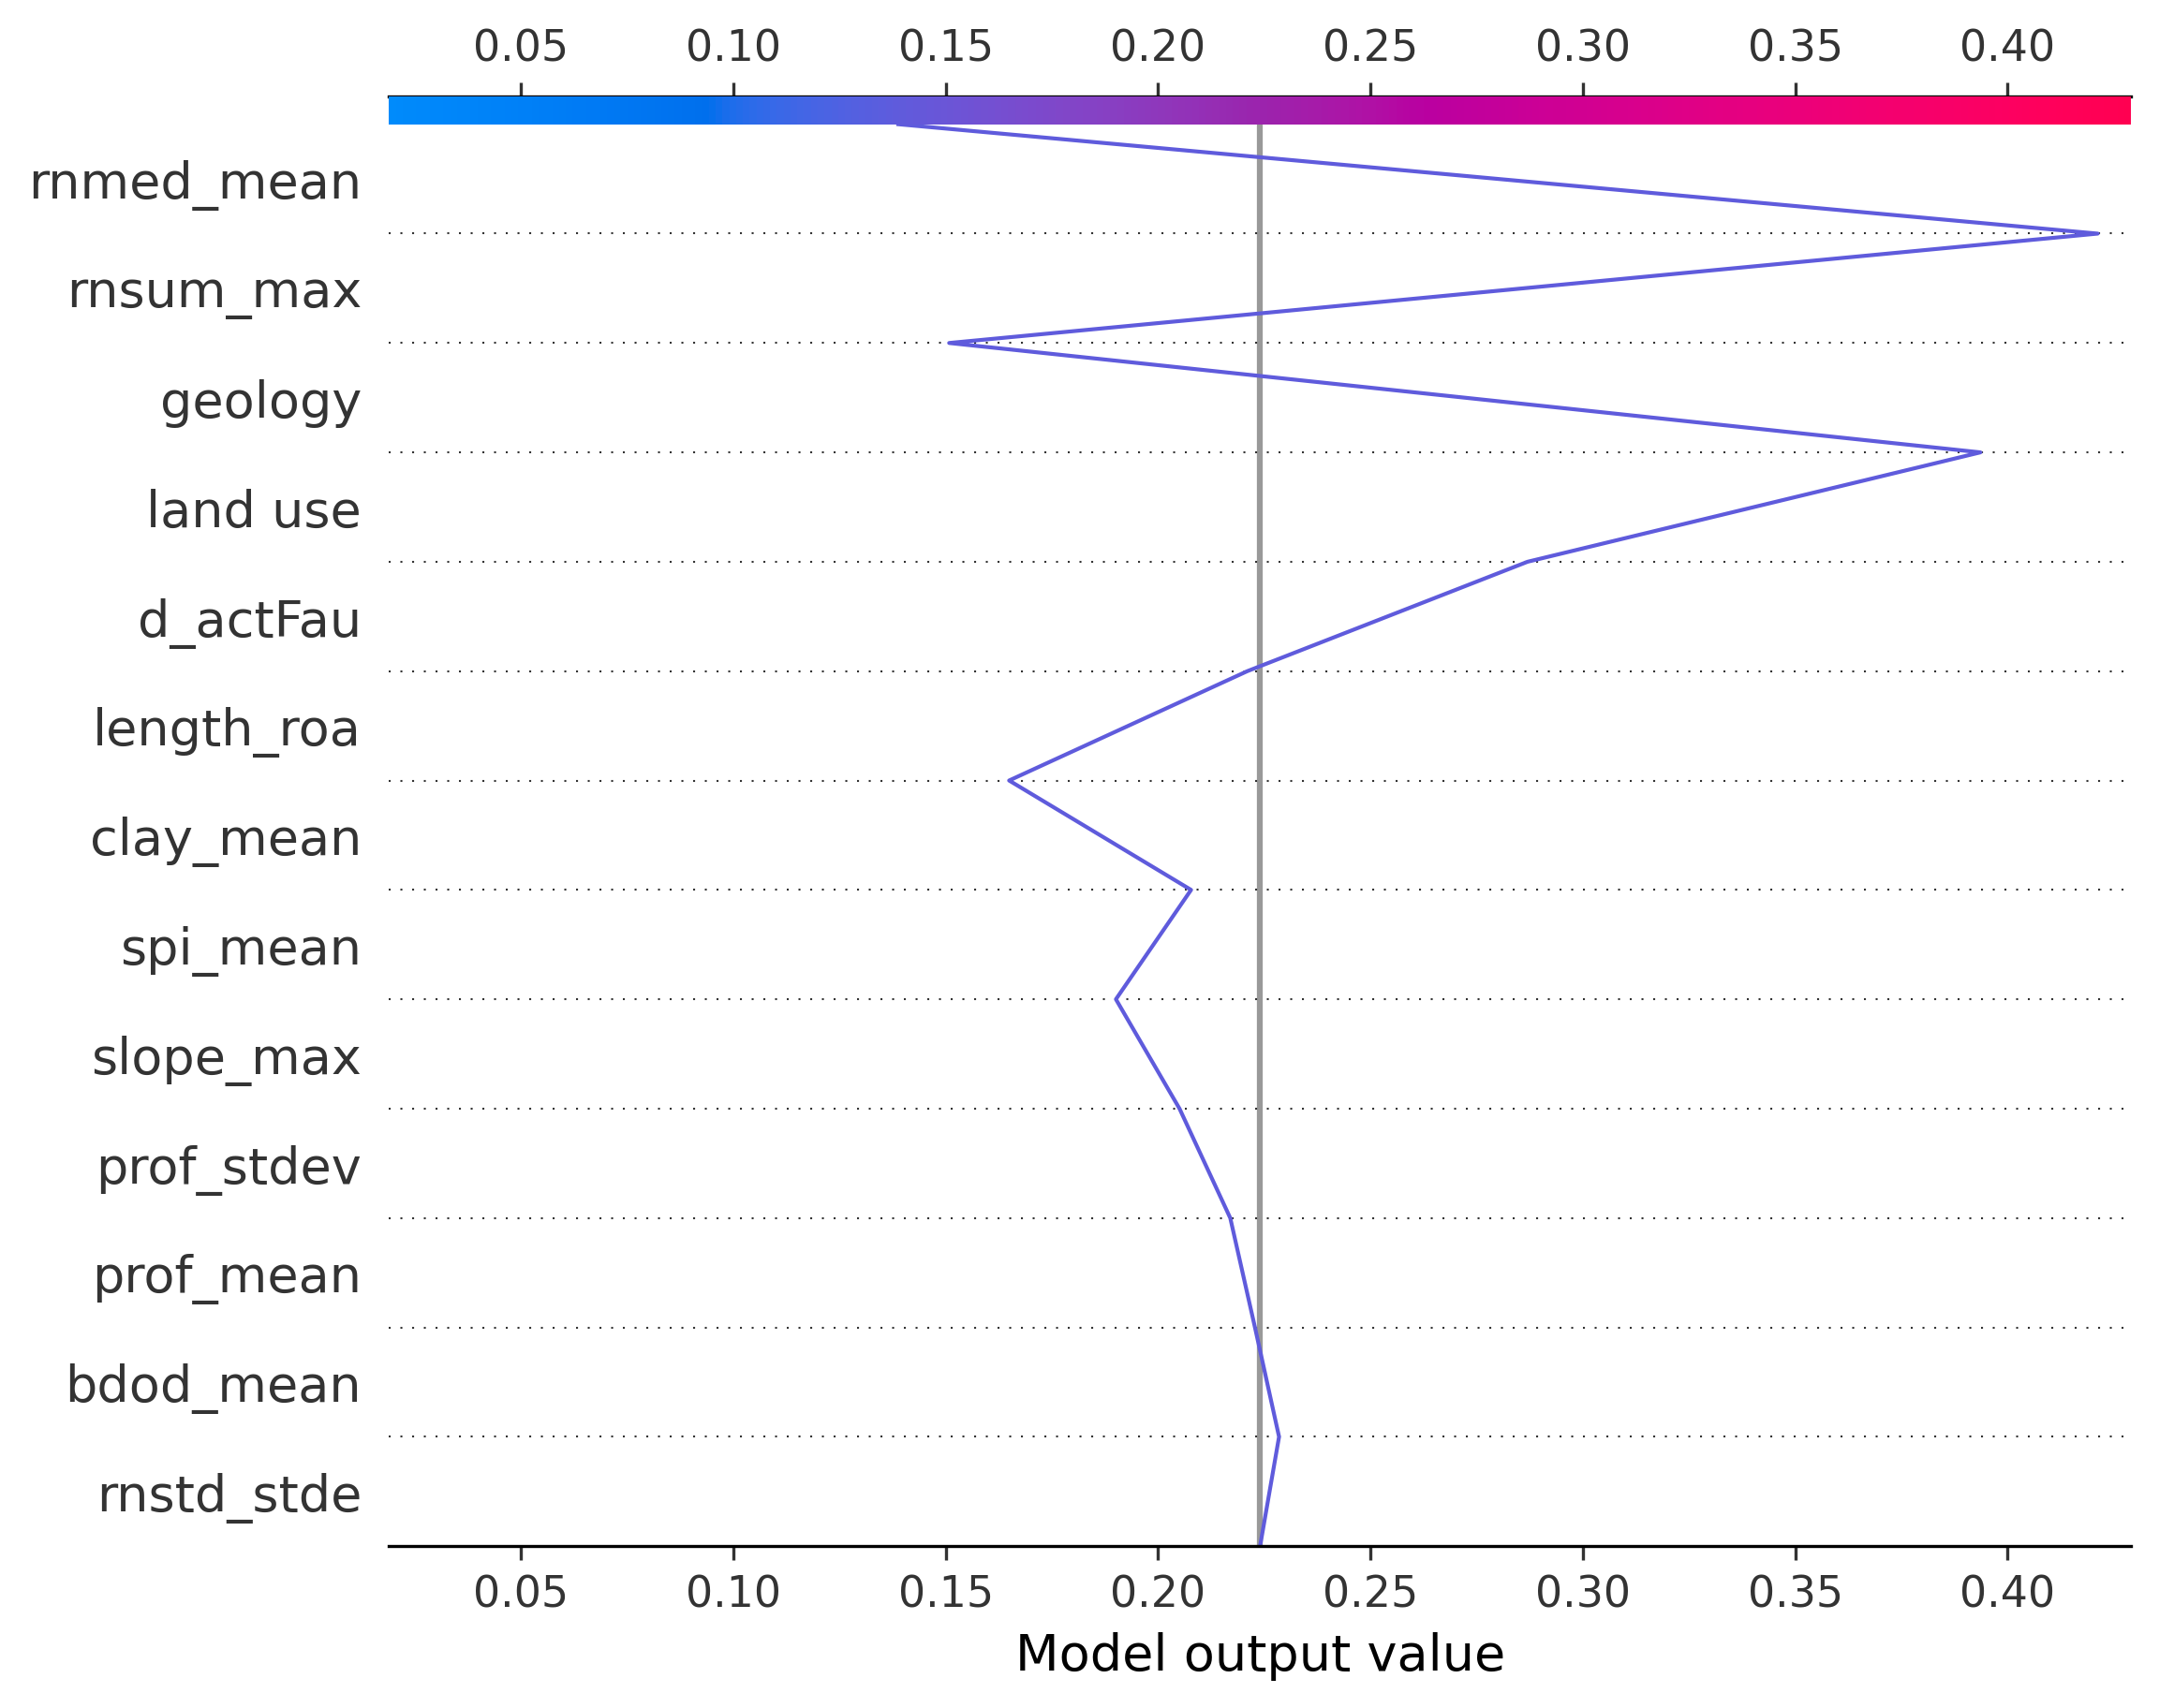 0.05 0.10 0.15 0.20 0.25 0.30 0.35 0.40
rnmed_mean
rnsum_max
geology
land use
d_actFau
length_roa
clay_mean
spi_mean
slope_max
prof_stdev
prof_mean
bdod_mean
rnstd_stde
0.05 0.10 0.15 0.20 0.25 0.30 0.35 0.40
Model output value